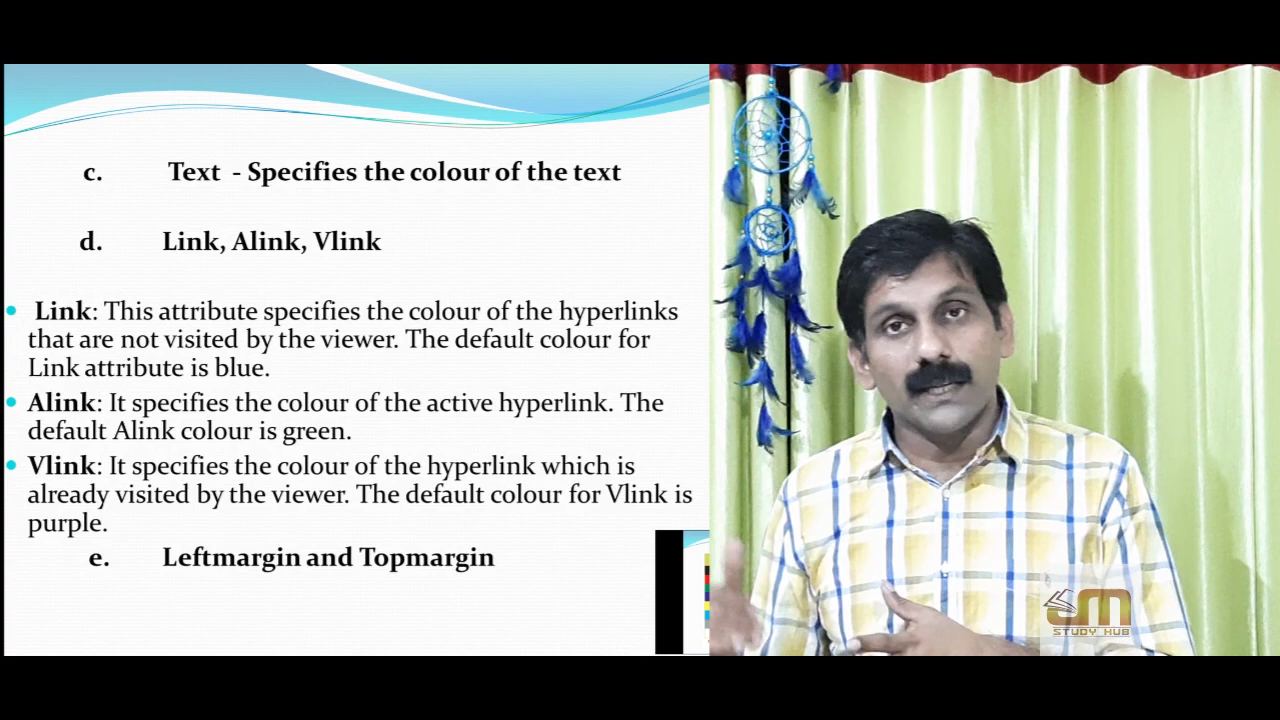 c. Text - Specifies the colour of the text
d. Link, Alink, Vlink
Link: This attribute specifies the colour of the hyperlinks
that are not visited by the viewer. The default colour for
Link attribute is blue.
Alink: It specifies the colour of the active hyperlink. The
default Alink colour is green.
Vlink: It specifies the colour of the hyperlink which is
already visited by the viewer. The default colour for Vlink is
purple.
e. Leftmargin and Topmargin
JM
STUDY HUB